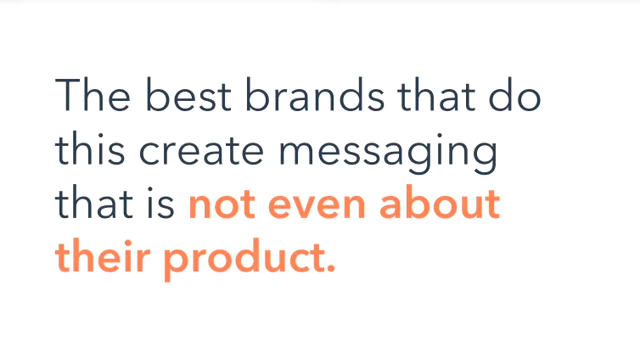 The best brands that do
this create messaging
that is not even about
their product.